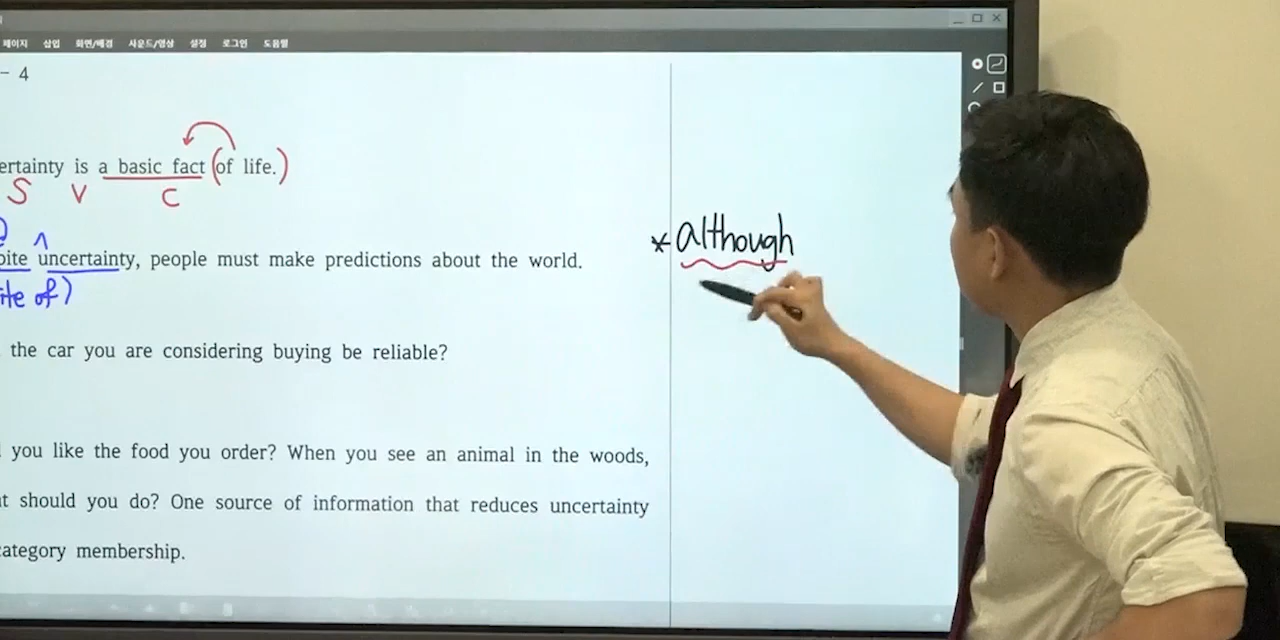 페이지 삽입 화면/배경 사운드/영상 설정 로그인 도움말
- 4
ertainty is a basic fact (of life.)
S V C
pite uncertainty, people must make predictions about the world.
ite of)
* although
the car you are considering buying be reliable?
you like the food you order? When you see an animal in the woods,
t should you do? One source of information that reduces uncertainty
category membership.